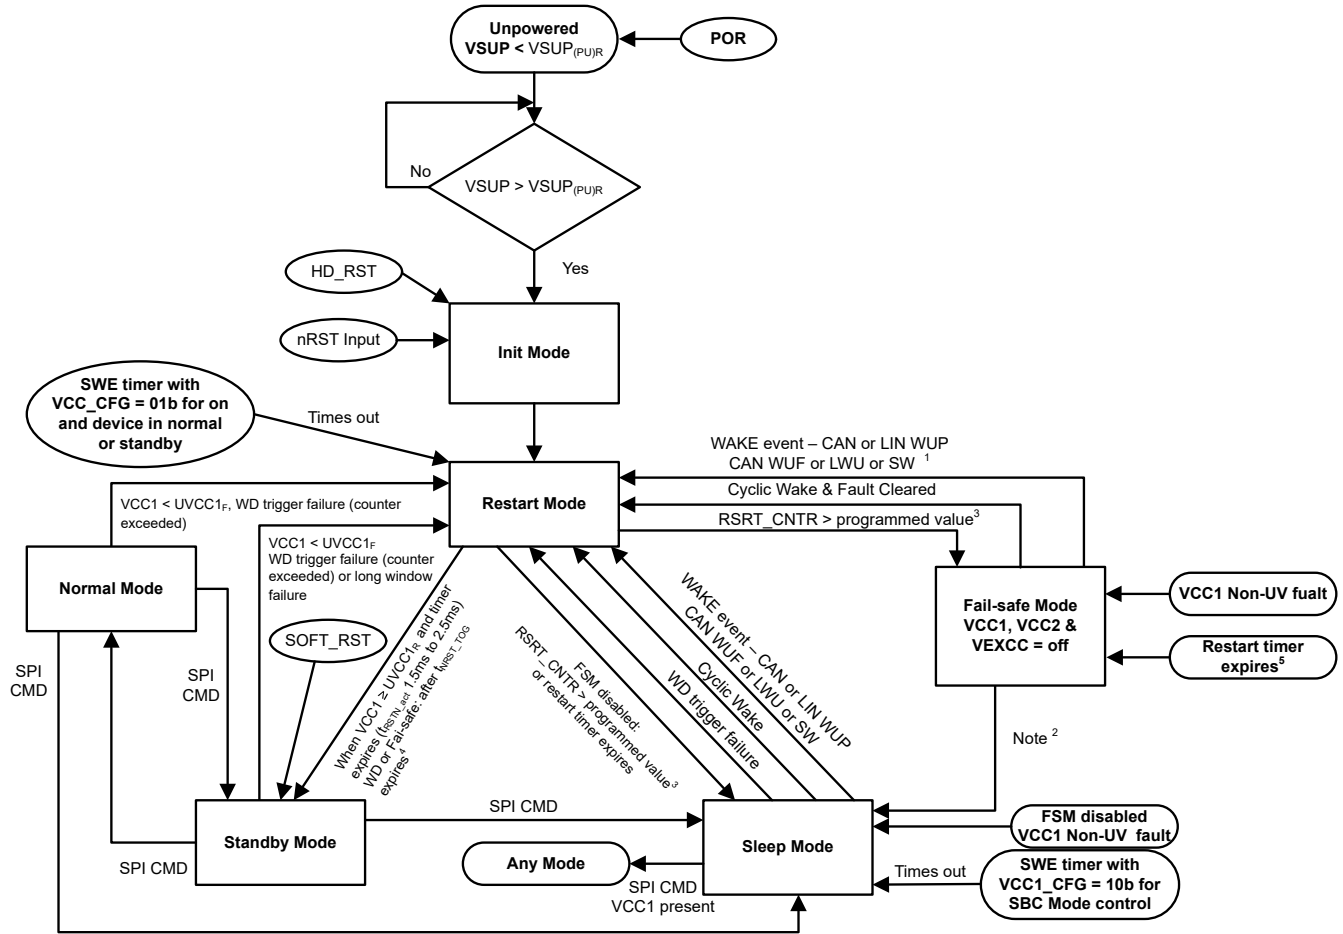 Unpowered
VSUP < VSUP(PU)R
POR
No
VSUP > VSUP(PU)R
Yes
HD_RST
nRST Input
Init Mode
SWE timer with
VCC_CFG = 01b for on
and device in normal
or standby
Times out
WAKE event – CAN or LIN WUP
CAN WUF or LWU or SW 1
Restart Mode
Cyclic Wake & Fault Cleared
RSRT_CNTR > programmed value3
VCC1 < UVCC1F, WD trigger failure (counter
exceeded)
VCC1 < UVCC1F
WD trigger failure (counter
exceeded) or long window
failure
Normal Mode
Fail-safe Mode
VCC1, VCC2 &
VEXCC = off
VCC1 Non-UV fualt
Restart timer
expires5
SOFT_RST
SPI
CMD
SPI
CMD
When VCC1 ≥ UVCC1R and timer
expires (tRSTN_act 1.5ms to 2.5ms)
WD or Fai-safe: after tNRST_TOG
expires 4
FSM disabled:
RSRT_CNTR > programmed value3
or restart timer expires
WD trigger failure
Cyclic Wake
WAKE event – CAN or LIN WUP
CAN WUF or LWU or SW
Note 2
Standby Mode
SPI CMD
SPI CMD
Sleep Mode
Any Mode
SPI CMD
VCC1 present
FSM disabled
VCC1 Non-UV fault
Times out
SWE timer with
VCC1_CFG = 10b for
SBC Mode control